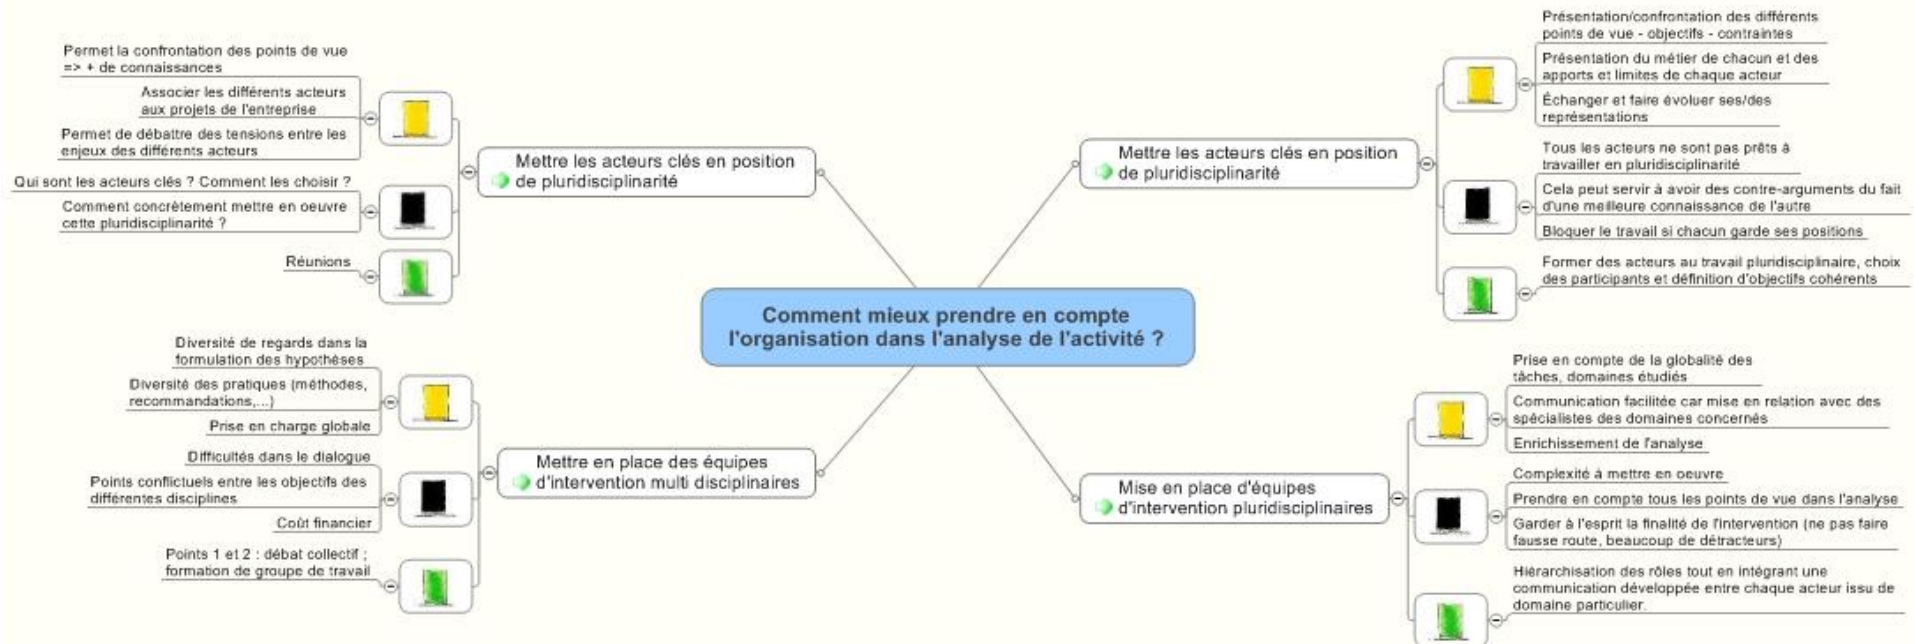 Permet la confrontation des points de vue
=> + de connaissances
Associer les différents acteurs
aux projets de l'entreprise
Permet de débattre des tensions entre les
enjeux des différents acteurs
Qui sont les acteurs clés ? Comment les choisir ?
Comment concrètement mettre en oeuvre
cette pluridisciplinarité ?
Réunions
Mettre les acteurs clés en position
de pluridisciplinarité
Diversité de regards dans la
formulation des hypothèses
Diversité des pratiques (méthodes,
recommandations,...)
Prise en charge globale
Difficultés dans le dialogue
Points conflictuels entre les objectifs des
différentes disciplines
Coût financier
Points 1 et 2 : débat collectif ;
formation de groupe de travail
Mettre en place des équipes
d'intervention multi disciplinaires
Comment mieux prendre en compte
l'organisation dans l'analyse de l'activité ?
Mettre les acteurs clés en position
de pluridisciplinarité
Présentation/confrontation des différents
points de vue - objectifs - contraintes
Présentation du métier de chacun et des
apports et limites de chaque acteur
Échanger et faire évoluer ses/des
représentations
Tous les acteurs ne sont pas prêts à
travailler en pluridisciplinarité
Cela peut servir à avoir des contre-arguments du fait
d'une meilleure connaissance de l'autre
Bloquer le travail si chacun garde ses positions
Former des acteurs au travail pluridisciplinaire, choix
des participants et définition d'objectifs cohérents
Mise en place d'équipes
d'intervention pluridisciplinaires
Prise en compte de la globalité des
tâches, domaines étudiés
Communication facilitée car mise en relation avec des
spécialistes des domaines concernés
Enrichissement de l'analyse
Complexité à mettre en oeuvre
Prendre en compte tous les points de vue dans l'analyse
Garder à l'esprit la finalité de l'intervention (ne pas faire
fausse route, beaucoup de détracteurs)
Hiérarchisation des rôles tout en intégrant une
communication développée entre chaque acteur issu de
domaine particulier.